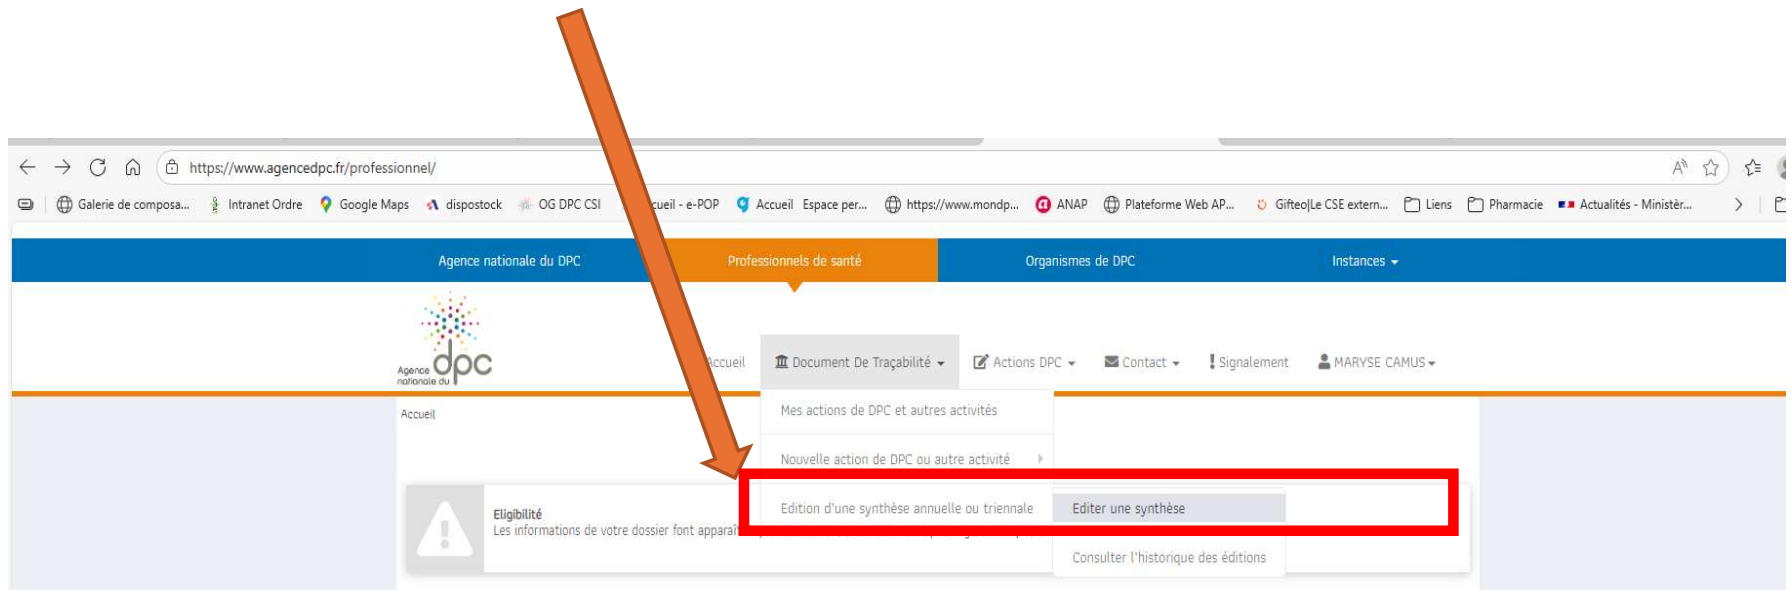 https://www.agencedpc.fr/professionnel/
Galerie de composa... Intranet Ordre Google Maps dispostock OG DPC CSI cueil - e-POP Accueil Espace per... https://www.mondp... ANAP Plateforme Web AP... Gifteo|Le CSE extern... Liens Pharmacie Actualités - Ministèr...
Agence nationale du DPC Professionnels de santé Organismes de DPC Instances
Agence nationale du dpc
Accueil Document De Traçabilité Actions DPC Contact ! Signalement MARYSE CAMUS
Accueil
Mes actions de DPC et autres activités
Nouvelle action de DPC ou autre activité
Edition d'une synthèse annuelle ou triennale Editer une synthèse
Eligibilité
Les informations de votre dossier font
Consulter l'historique des éditions